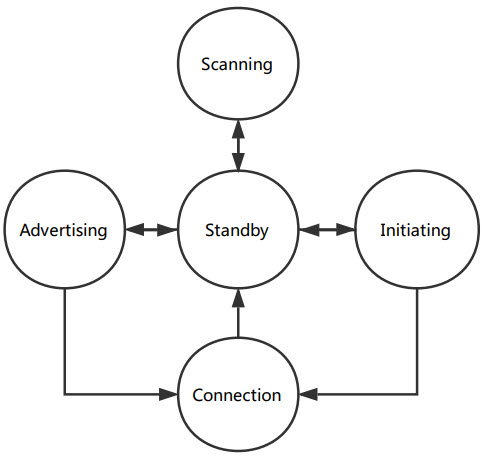 Scanning
Advertising
Standby
Initiating
Connection